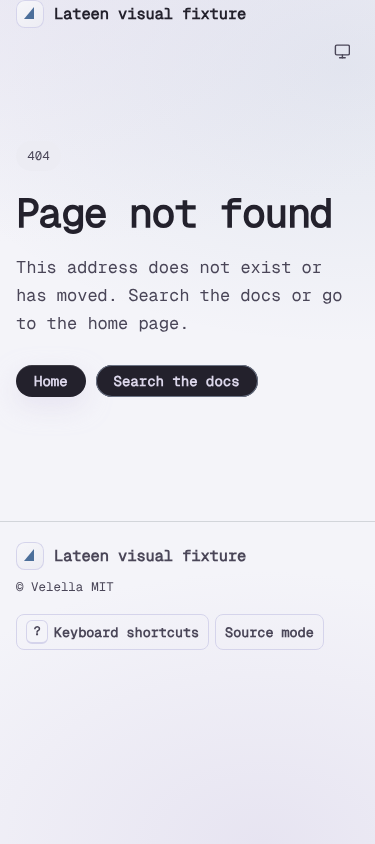 Lateen visual fixture
404
Page not found
This address does not exist or
has moved. Search the docs or go
to the home page.
Home
Search the docs
Lateen visual fixture
© Velella MIT
? Keyboard shortcuts
Source mode